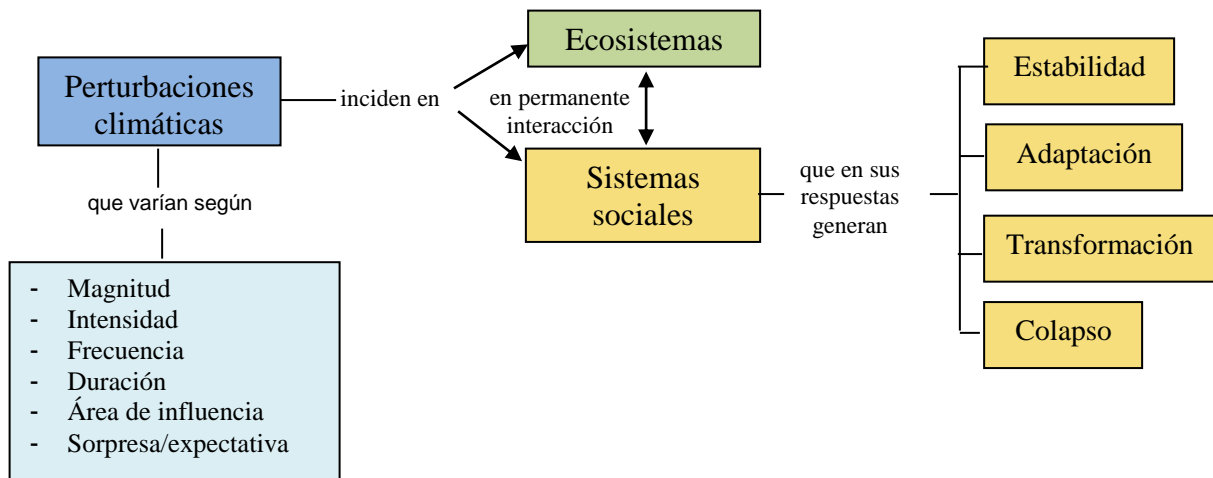 Perturbaciones
climáticas
que varían según
- Magnitud
- Intensidad
- Frecuencia
- Duración
- Área de influencia
- Sorpresa/expectativa
inciden en
Ecosistemas
en permanente
interacción
Sistemas
sociales
que en sus
respuestas
generan
Estabilidad
Adaptación
Transformación
Colapso